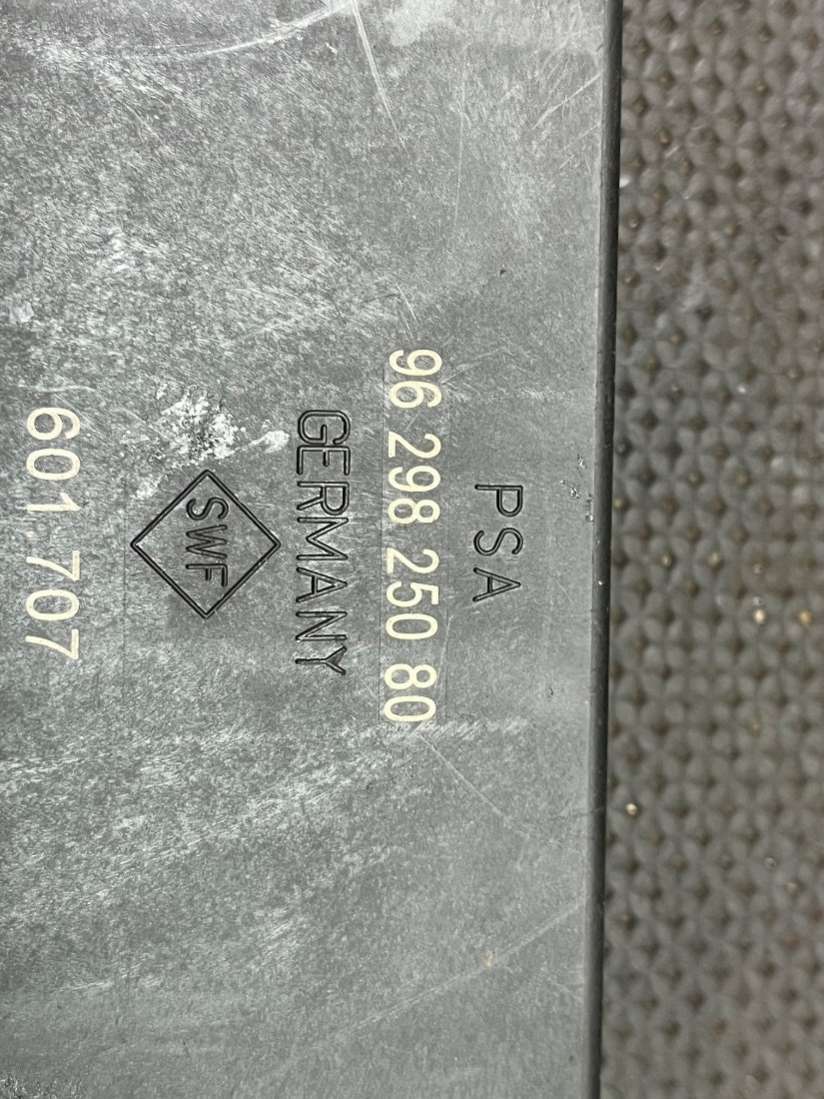 PSA
96 298 250 80
GERMANY
SWF
601.707